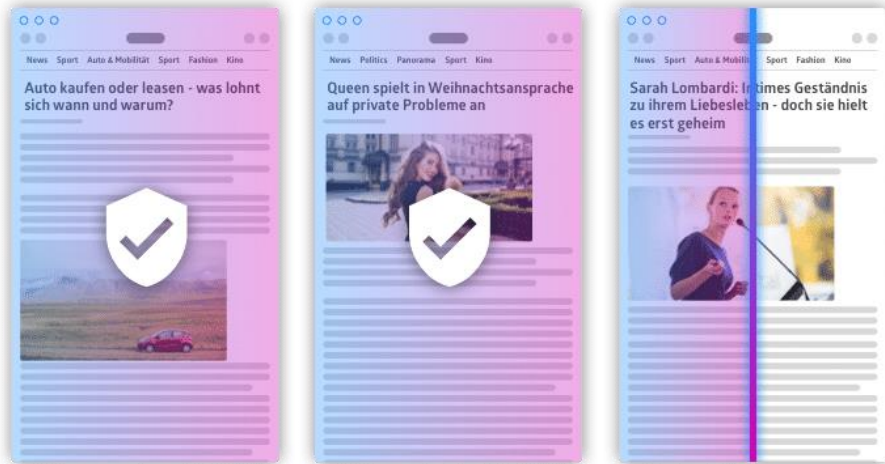 News Sport Auto & Mobilität Sport Fashion Kino
Auto kaufen oder leasen - was lohnt
sich wann und warum?
News Politics Panorama Sport Kino
Queen spielt in Weihnachtsansprache
auf private Probleme an
News Sport Auto & Mobilität Sport Fashion Kino
Sarah Lombardi: Intimes Geständnis
zu ihrem Liebesleben - doch sie hielt
es erst geheim